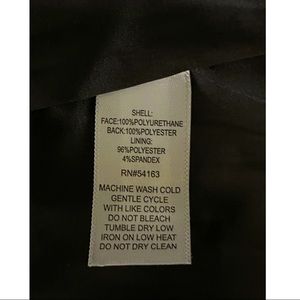 SHELL:
FACE:100%POLYURETHANE
BACK:100%POLYESTER
LINING:
96%POLYESTER
4%SPANDEX
RN#54163
MACHINE WASH COLD
GENTLE CYCLE
WITH LIKE COLORS
DO NOT BLEACH
TUMBLE DRY LOW
IRON ON LOW HEAT
DO NOT DRY CLEAN